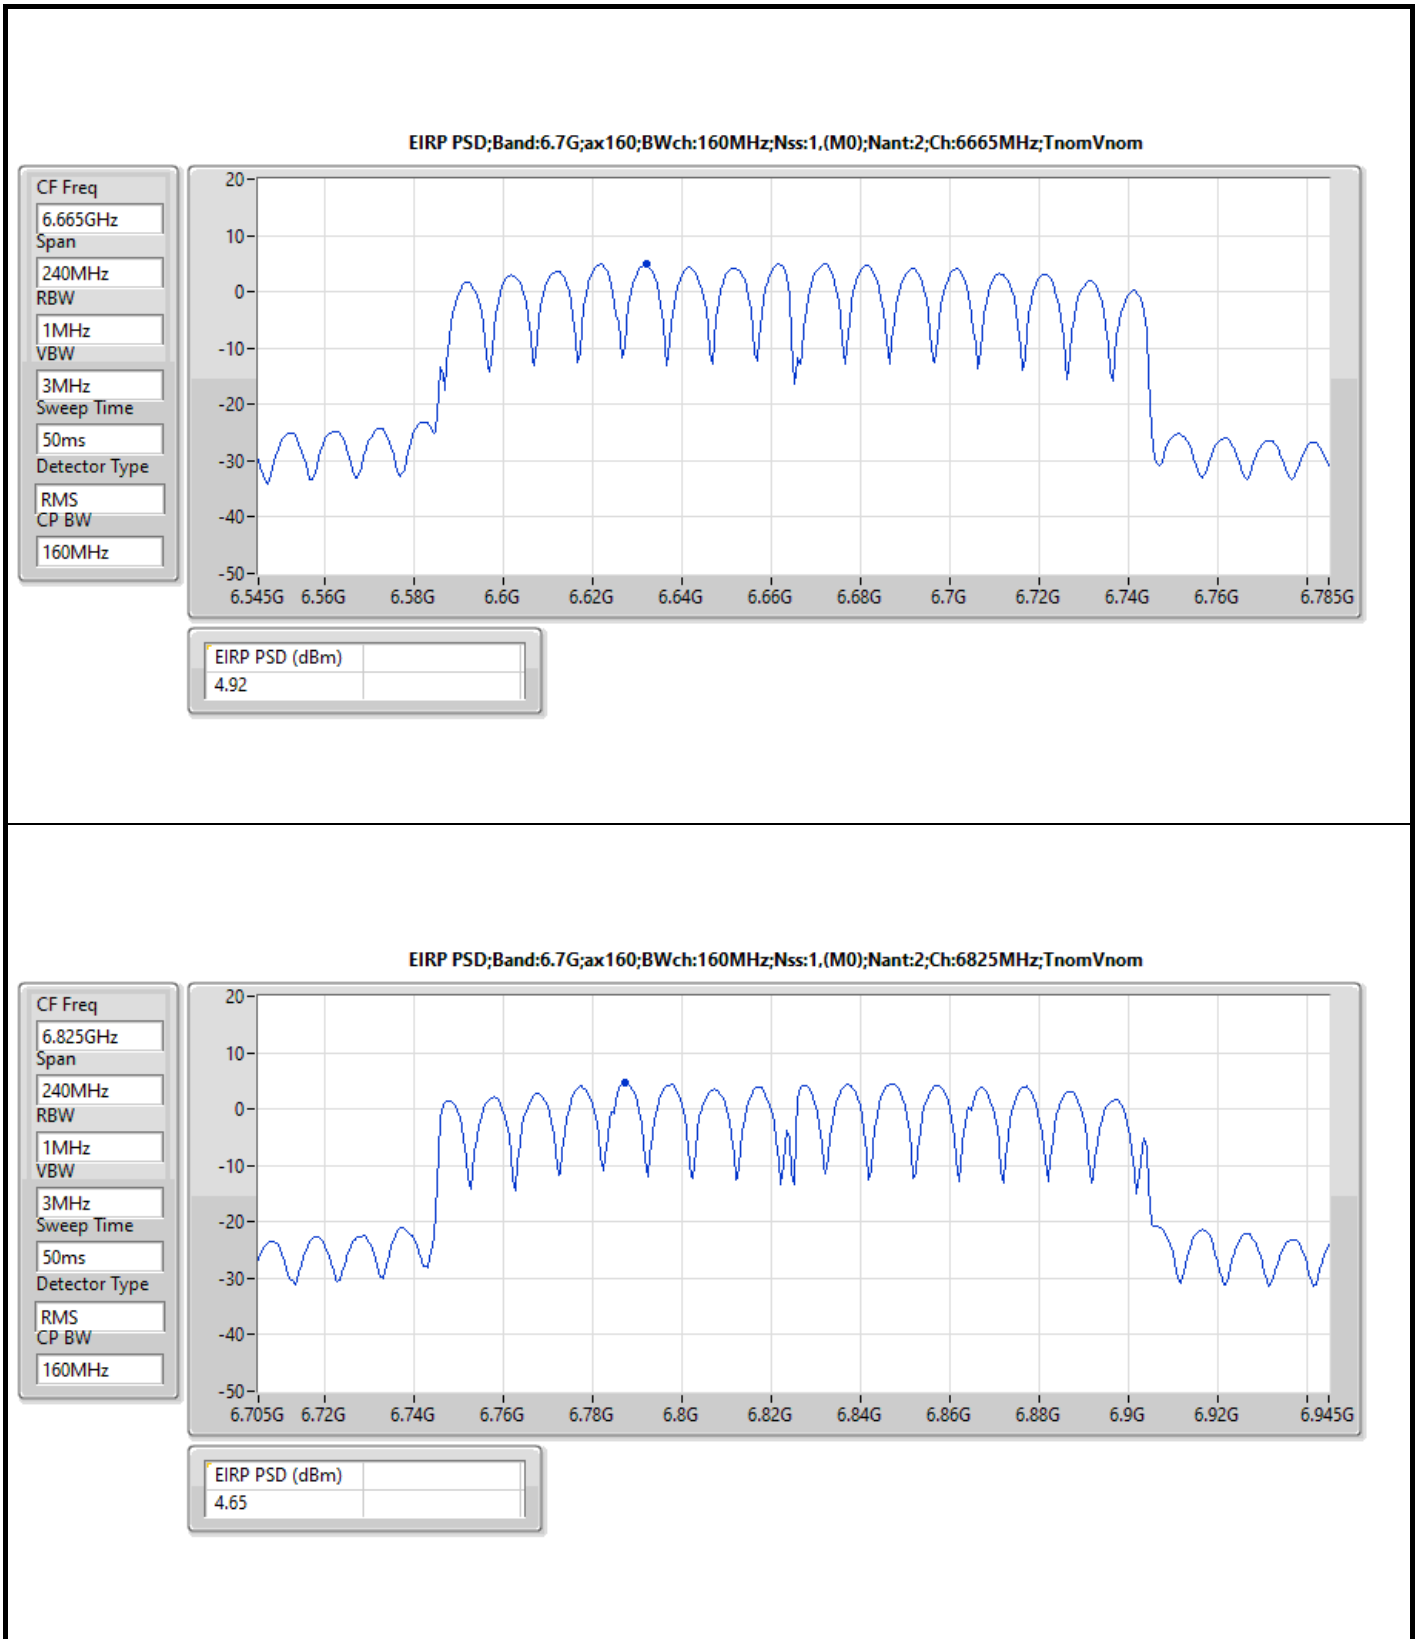 EIRP PSD;Band:6.7G;ax160;BWch:160MHz;Nss:1,(M0);Nant:2;Ch:6665MHz;TnomVnom
CF Freq
6.665GHz
Span
240MHz
RBW
1MHz
VBW
3MHz
Sweep Time
50ms
Detector Type
RMS
CP BW
160MHz
20
10
0
-10
-20
-30
-40
-50
6.545G 6.56G 6.58G 6.6G 6.62G 6.64G 6.66G 6.68G 6.7G 6.72G 6.74G 6.76G 6.785G
EIRP PSD (dBm)
4.92
EIRP PSD;Band:6.7G;ax160;BWch:160MHz;Nss:1,(M0);Nant:2;Ch:6825MHz;TnomVnom
CF Freq
6.825GHz
Span
240MHz
RBW
1MHz
VBW
3MHz
Sweep Time
50ms
Detector Type
RMS
CP BW
160MHz
20
10
0
-10
-20
-30
-40
-50
6.705G 6.72G 6.74G 6.76G 6.78G 6.8G 6.82G 6.84G 6.86G 6.88G 6.9G 6.92G 6.945G
EIRP PSD (dBm)
4.65